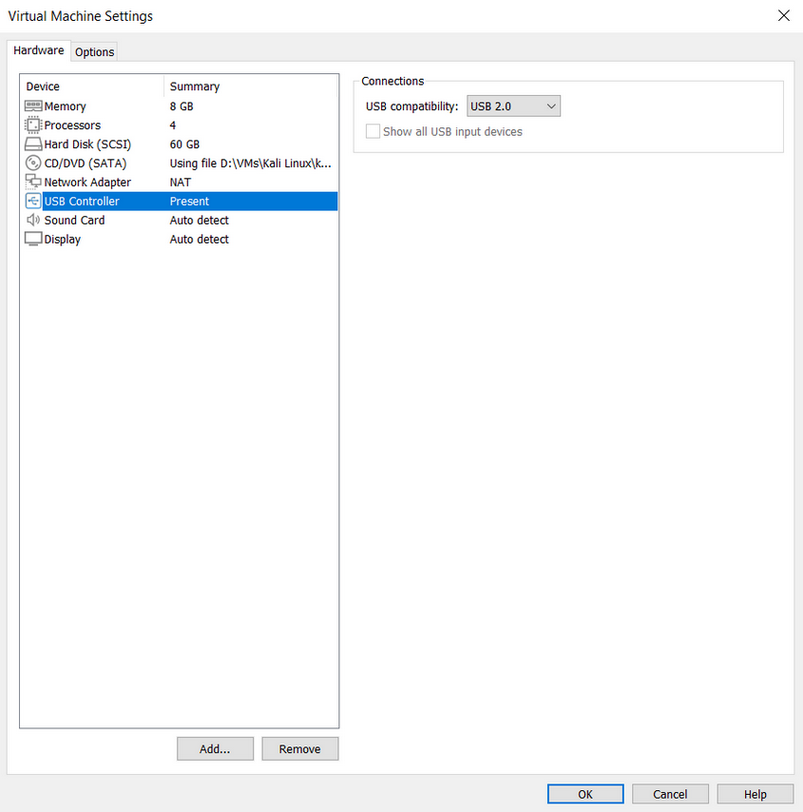 Virtual Machine Settings
Hardware Options
Device Summary
Memory 8 GB
Processors 4
Hard Disk (SCSI) 60 GB
CD/DVD (SATA) Using file D:\VMs\Kali Linux\k...
Network Adapter NAT
USB Controller Present
Sound Card Auto detect
Display Auto detect
Connections
USB compatibility: USB 2.0
Show all USB input devices
Add... Remove
OK Cancel Help